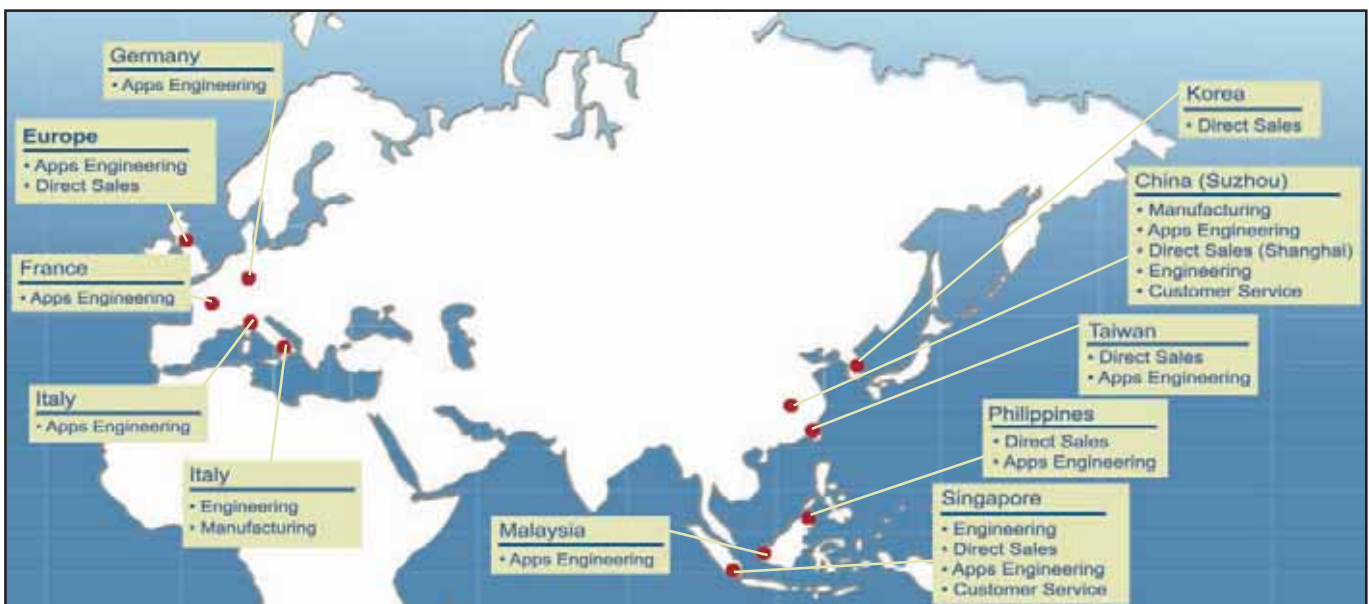 Germany
• Apps Engineering
Europe
• Apps Engineering
• Direct Sales
France
• Apps Engineering
Italy
• Apps Engineering
Italy
• Engineering
• Manufacturing
Malaysia
• Apps Engineering
Korea
• Direct Sales
China (Suzhou)
• Manufacturing
• Apps Engineering
• Direct Sales (Shanghai)
• Engineering
• Customer Service
Taiwan
• Direct Sales
• Apps Engineering
Philippines
• Direct Sales
• Apps Engineering
Singapore
• Engineering
• Direct Sales
• Apps Engineering
• Customer Service